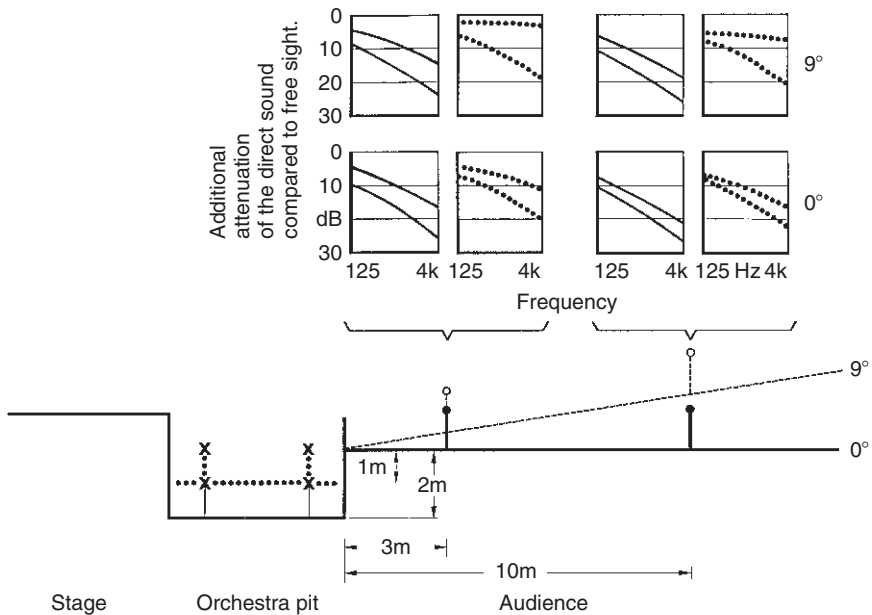 Additional
attenuation
of the direct sound
compared to free sight.
0
10
20
30
9°
0
10
dB
30
0°
125 4k 125 4k 125 4k 125 Hz 4k
Frequency
9°
0°
x x
x x
1m
2m
3m
10m
Stage Orchestra pit Audience